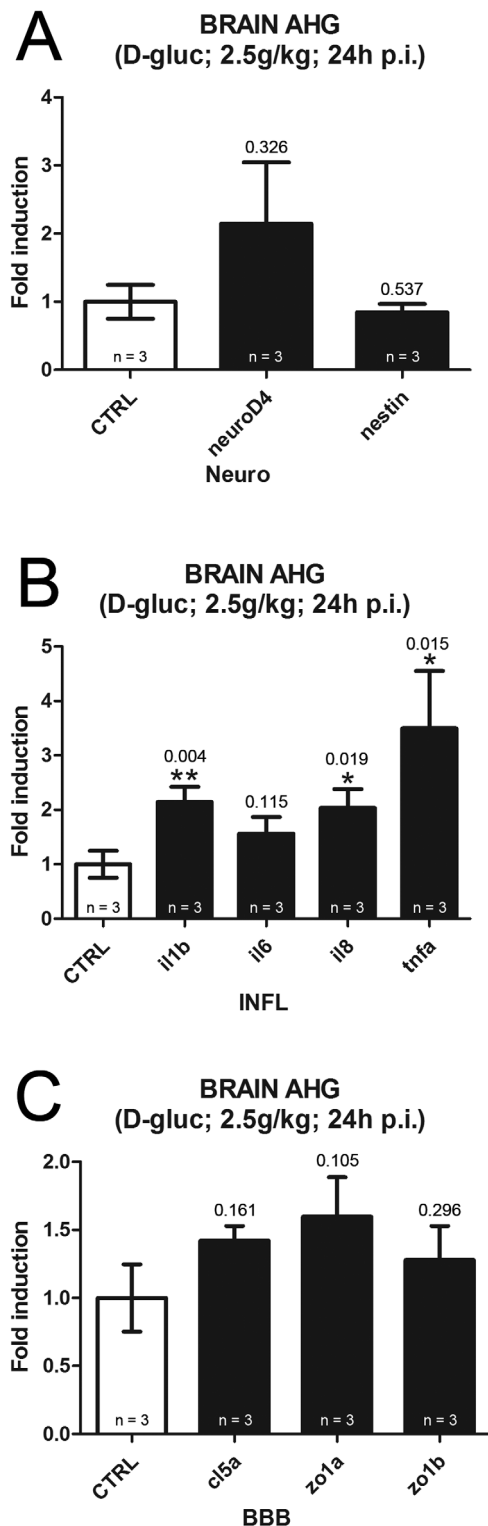 A
BRAIN AHG
(D-gluc; 2.5g/kg; 24h p.i.)
4
3
2
1
0
Fold induction
0.326
0.537
n = 3
n = 3
n = 3
CTRL
neuroD4
nestin
Neuro
B
BRAIN AHG
(D-gluc; 2.5g/kg; 24h p.i.)
5
4
3
2
1
0
Fold induction
0.004
**
0.115
0.019
*
0.015
*
n = 3
n = 3
n = 3
n = 3
n = 3
CTRL
il1b
il6
il8
tnfa
INFL
C
BRAIN AHG
(D-gluc; 2.5g/kg; 24h p.i.)
2.0
1.5
1.0
0.5
0.0
Fold induction
0.161
0.105
0.296
n = 3
n = 3
n = 3
n = 3
CTRL
cl5a
zo1a
zo1b
BBB